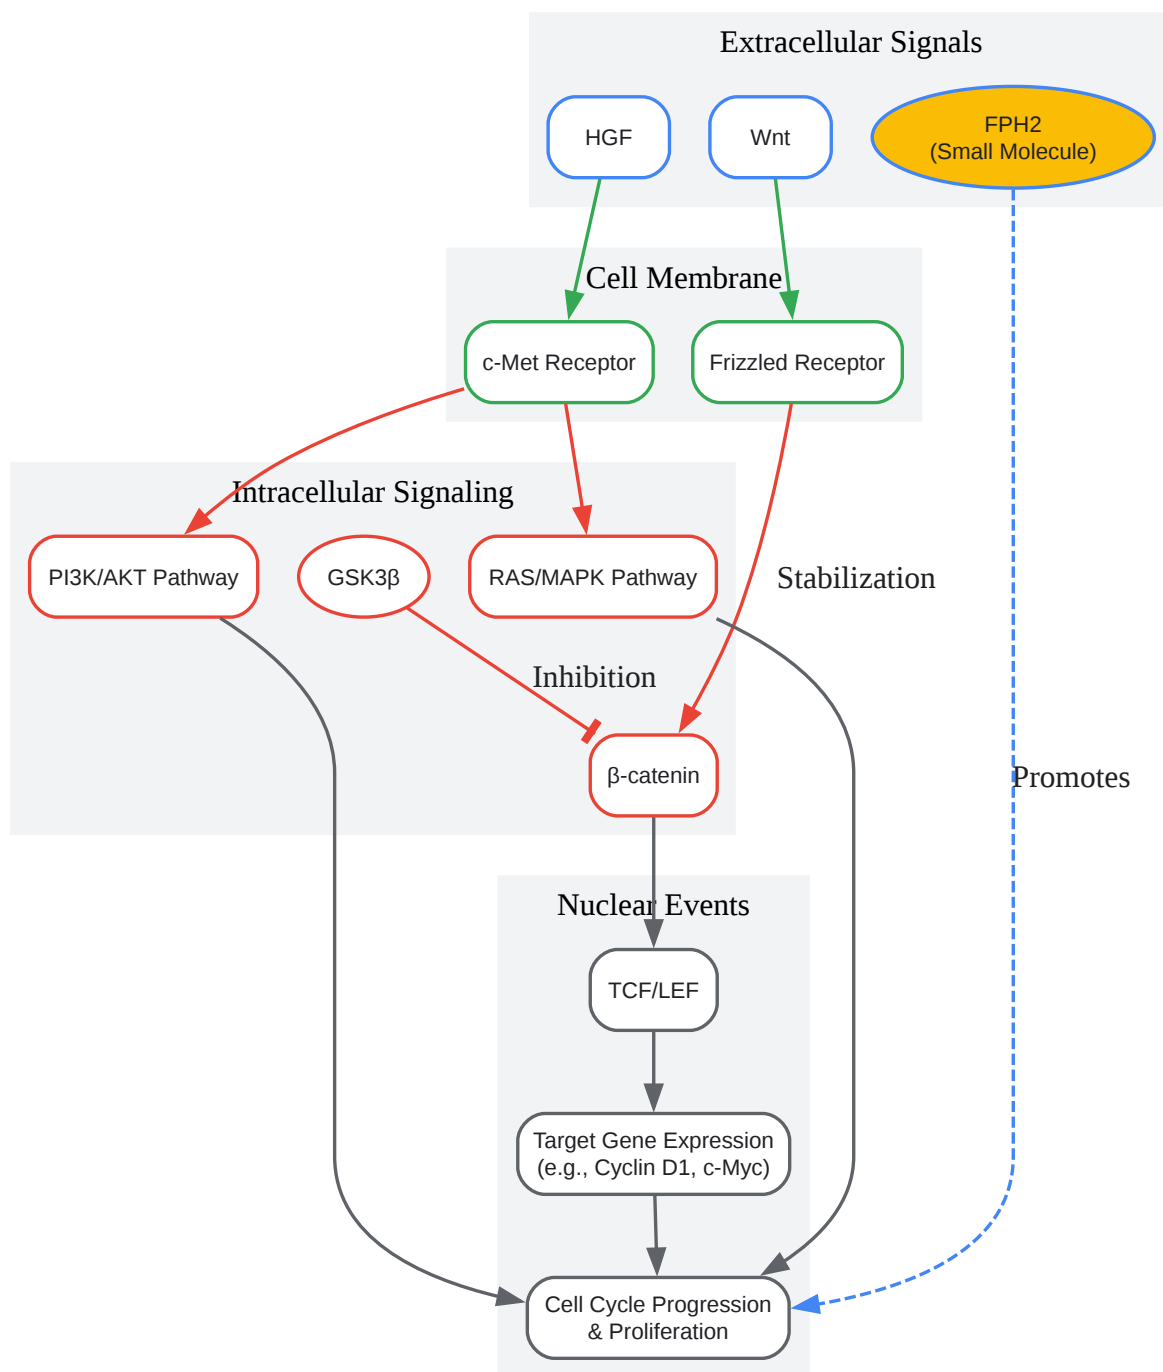 Extracellular Signals
HGF
Wnt
FPH2
(Small Molecule)
Cell Membrane
c-Met Receptor
Frizzled Receptor
Intracellular Signaling
PI3K/AKT Pathway
GSK3β
RAS/MAPK Pathway
Stabilization
Inhibition
β-catenin
Promotes
Nuclear Events
TCF/LEF
Target Gene Expression
(e.g., Cyclin D1, c-Myc)
Cell Cycle Progression
& Proliferation